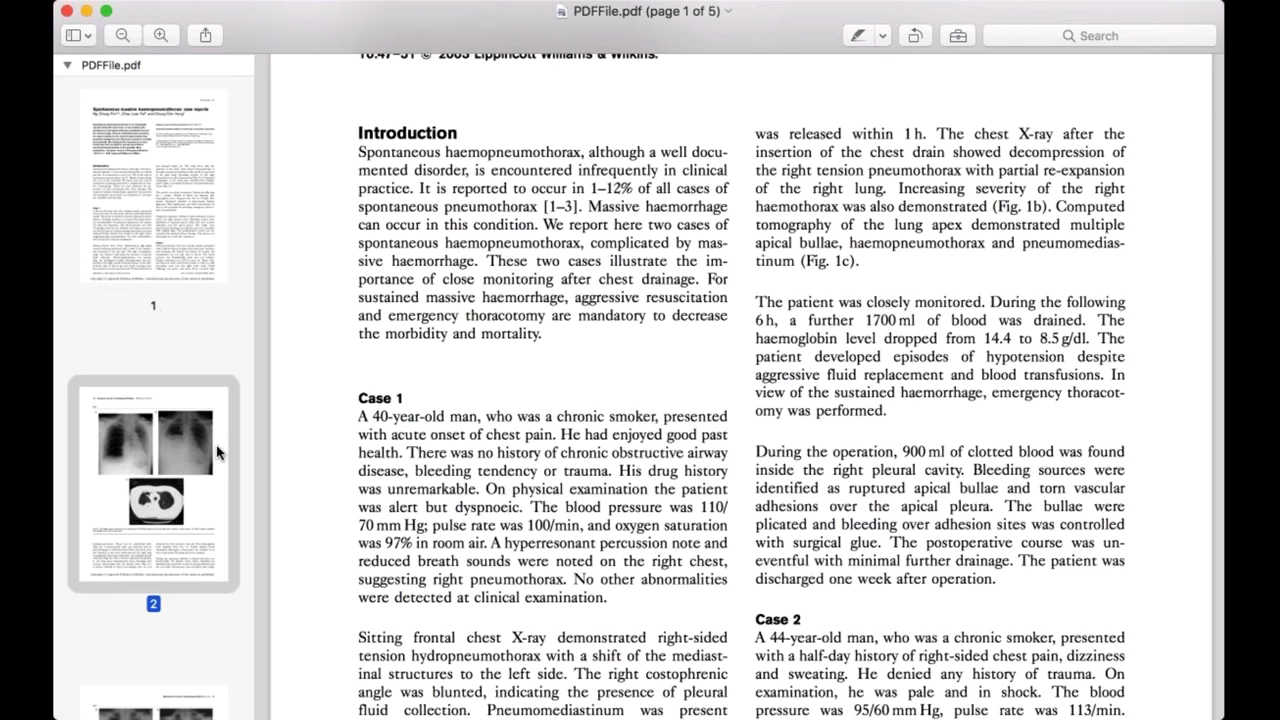 PDFFile.pdf (page 1 of 5)
Search
PDFFile.pdf
Spontaneous massive haemopneumothorax: case reports
1
2
16:47–51 © 2003 Lippincott Williams & Wilkins.
Introduction
Spontaneous haemopneumothorax, although a well docu-
mented disorder, is encountered infrequently in clinical
practice. It is reported in about 2–12% of all cases of
spontaneous pneumothorax [1–3]. Massive haemorrhage
can occur in this condition. We report here two cases of
spontaneous haemopneumothorax complicated by mas-
sive haemorrhage. These two cases illustrate the im-
portance of close monitoring after chest drainage. For
sustained massive haemorrhage, aggressive resuscitation
and emergency thoracotomy are mandatory to decrease
the morbidity and mortality.
Case 1
A 40-year-old man, who was a chronic smoker, presented
with acute onset of chest pain. He had enjoyed good past
health. There was no history of chronic obstructive airway
disease, bleeding tendency or trauma. His drug history
was unremarkable. On physical examination the patient
was alert but dyspnoeic. The blood pressure was 110/
70 mm Hg, pulse rate was 100/min, and oxygen saturation
was 97% in room air. A hyper-resonant percussion note and
reduced breath sounds were noted on the right chest,
suggesting right pneumothorax. No other abnormalities
were detected at clinical examination.
Sitting frontal chest X-ray demonstrated right-sided
tension hydropneumothorax with a shift of the mediast-
inal structures to the left side. The right costophrenic
angle was blunted, indicating the presence of pleural
fluid collection. Pneumomediastinum was present
was released within 1 h. The chest X-ray after the
insertion of the chest drain showed decompression of
the right tension pneumothorax with partial re-expansion
of the right lung. Increasing severity of the right
haemothorax was also demonstrated (Fig. 1b). Computed
tomography of the lung apex demonstrated multiple
apical bullae, haemopneumothorax and pneumomedias-
tinum (Fig. 1c).
The patient was closely monitored. During the following
6 h, a further 1700 ml of blood was drained. The
haemoglobin level dropped from 14.4 to 8.5 g/dl. The
patient developed episodes of hypotension despite
aggressive fluid replacement and blood transfusions. In
view of the sustained haemorrhage, emergency thoracot-
omy was performed.
During the operation, 900 ml of clotted blood was found
inside the right pleural cavity. Bleeding sources were
identified as ruptured apical bullae and torn vascular
adhesions over the apical pleura. The bullae were
plicated and bleeding over adhesion sites was controlled
with electrocautery. The postoperative course was un-
eventful with minimal further drainage. The patient was
discharged one week after operation.
Case 2
A 44-year-old man, who was a chronic smoker, presented
with a half-day history of right-sided chest pain, dizziness
and sweating. He denied any history of trauma. On
examination, he was pale and in shock. The blood
pressure was 95/60 mm Hg, pulse rate was 113/min.